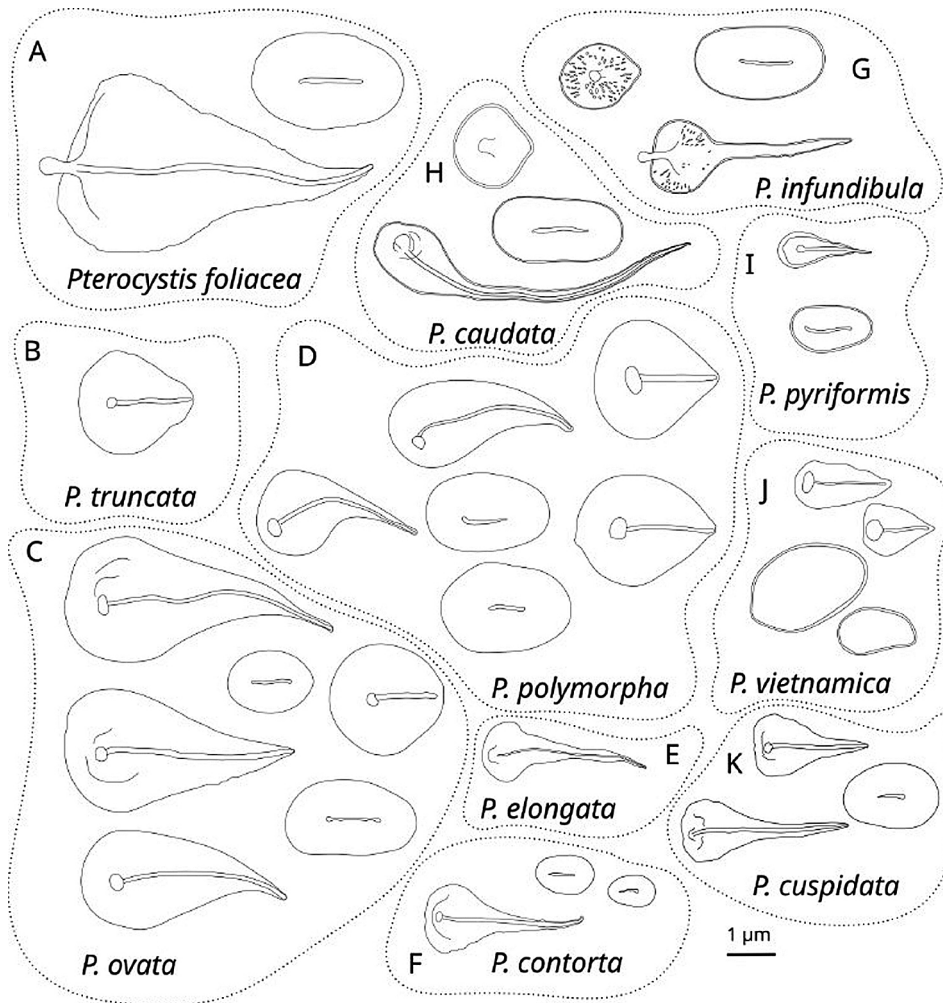 A
Pterocystis foliacea
G
P. infundibula
H
P. caudata
I
P. pyriformis
B
P. truncata
D
P. polymorpha
J
P. vietnamica
C
P. ovata
E
P. elongata
K
P. cuspidata
F
P. contorta
1 µm